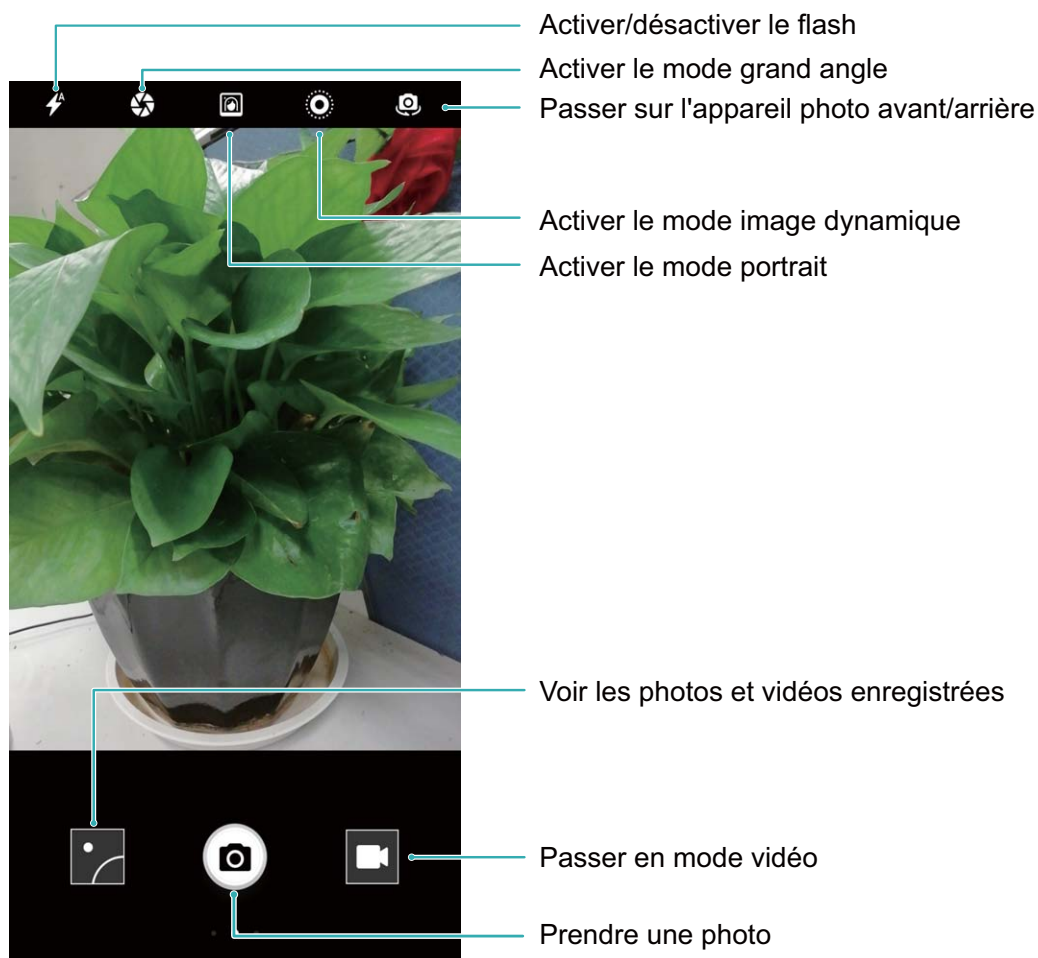 Activer/désactiver le flash
Activer le mode grand angle
Passer sur l'appareil photo avant/arrière
Activer le mode image dynamique
Activer le mode portrait
Voir les photos et vidéos enregistrées
Passer en mode vidéo
Prendre une photo